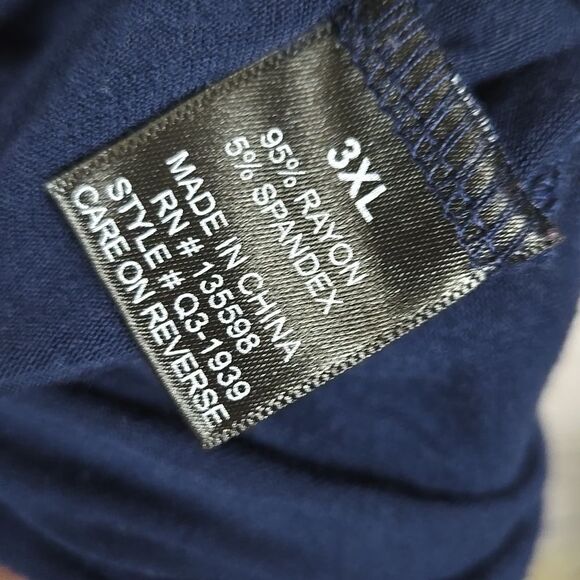 3XL
95% RAYON
5% SPANDEX
MADE IN CHINA
RN # 135598
STYLE # Q3-1939
CARE ON REVERSE